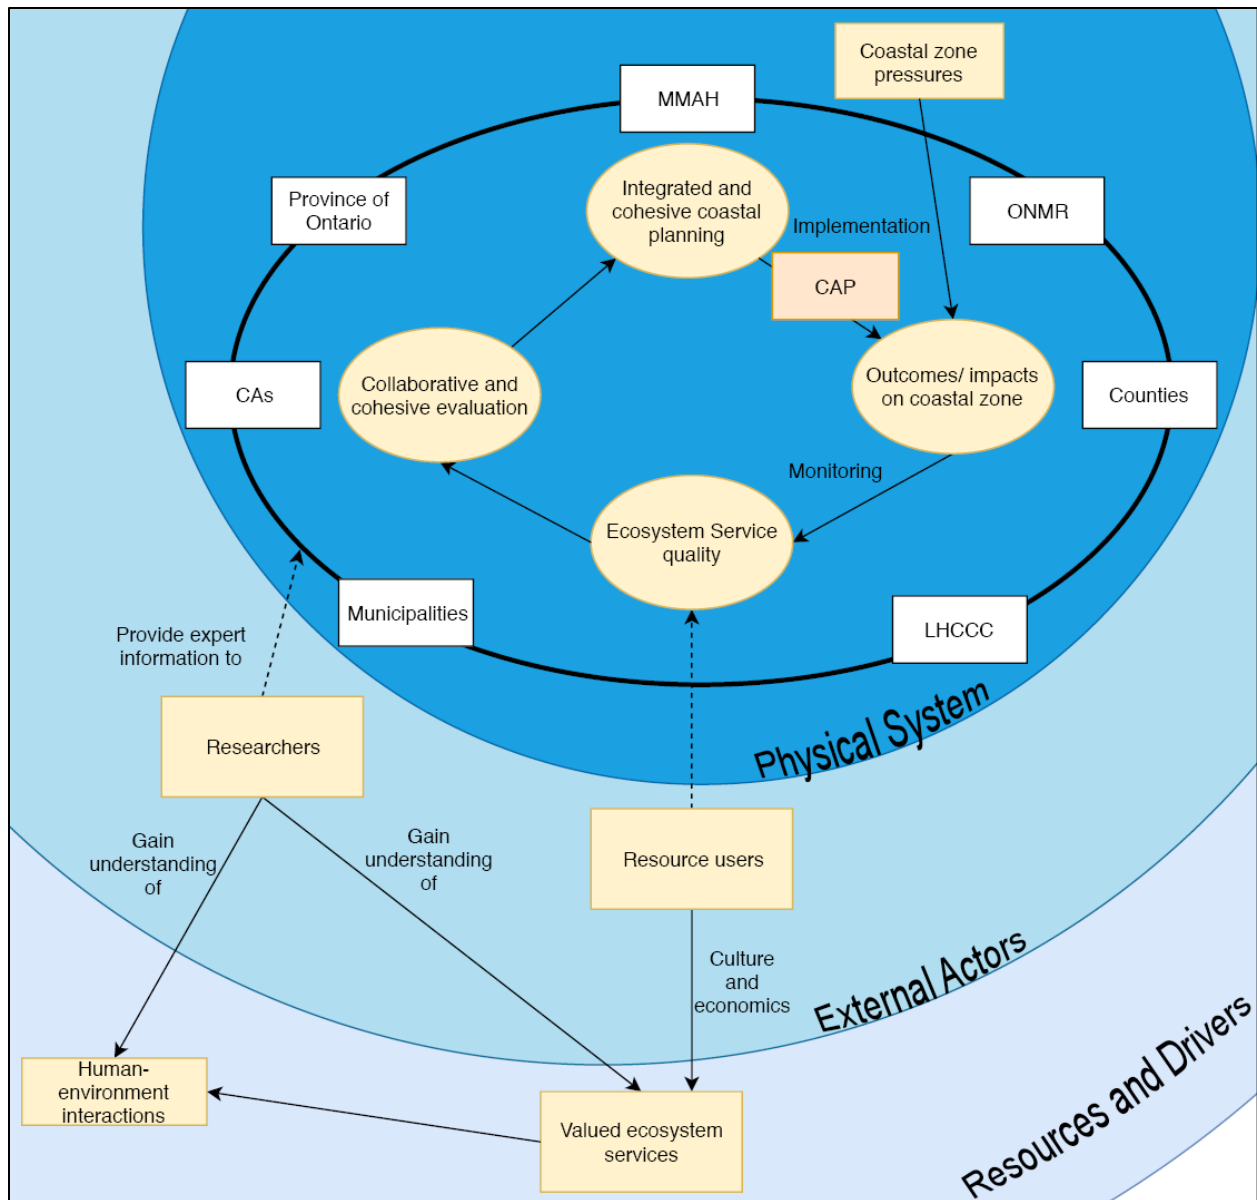 Coastal zone
pressures
MMAH
Province of
Ontario
Integrated and
cohesive coastal
planning
ONMR
Implementation
CAP
CAs
Collaborative and
cohesive evaluation
Outcomes/ impacts
on coastal zone
Counties
Monitoring
Ecosystem Service
quality
Municipalities
LHCCC
Provide expert
information to
Researchers
Physical System
Gain
understanding
of
Gain
understanding
of
Resource users
Culture
and
economics
External Actors
Human-
environment
interactions
Valued ecosystem
services
Resources and Drivers